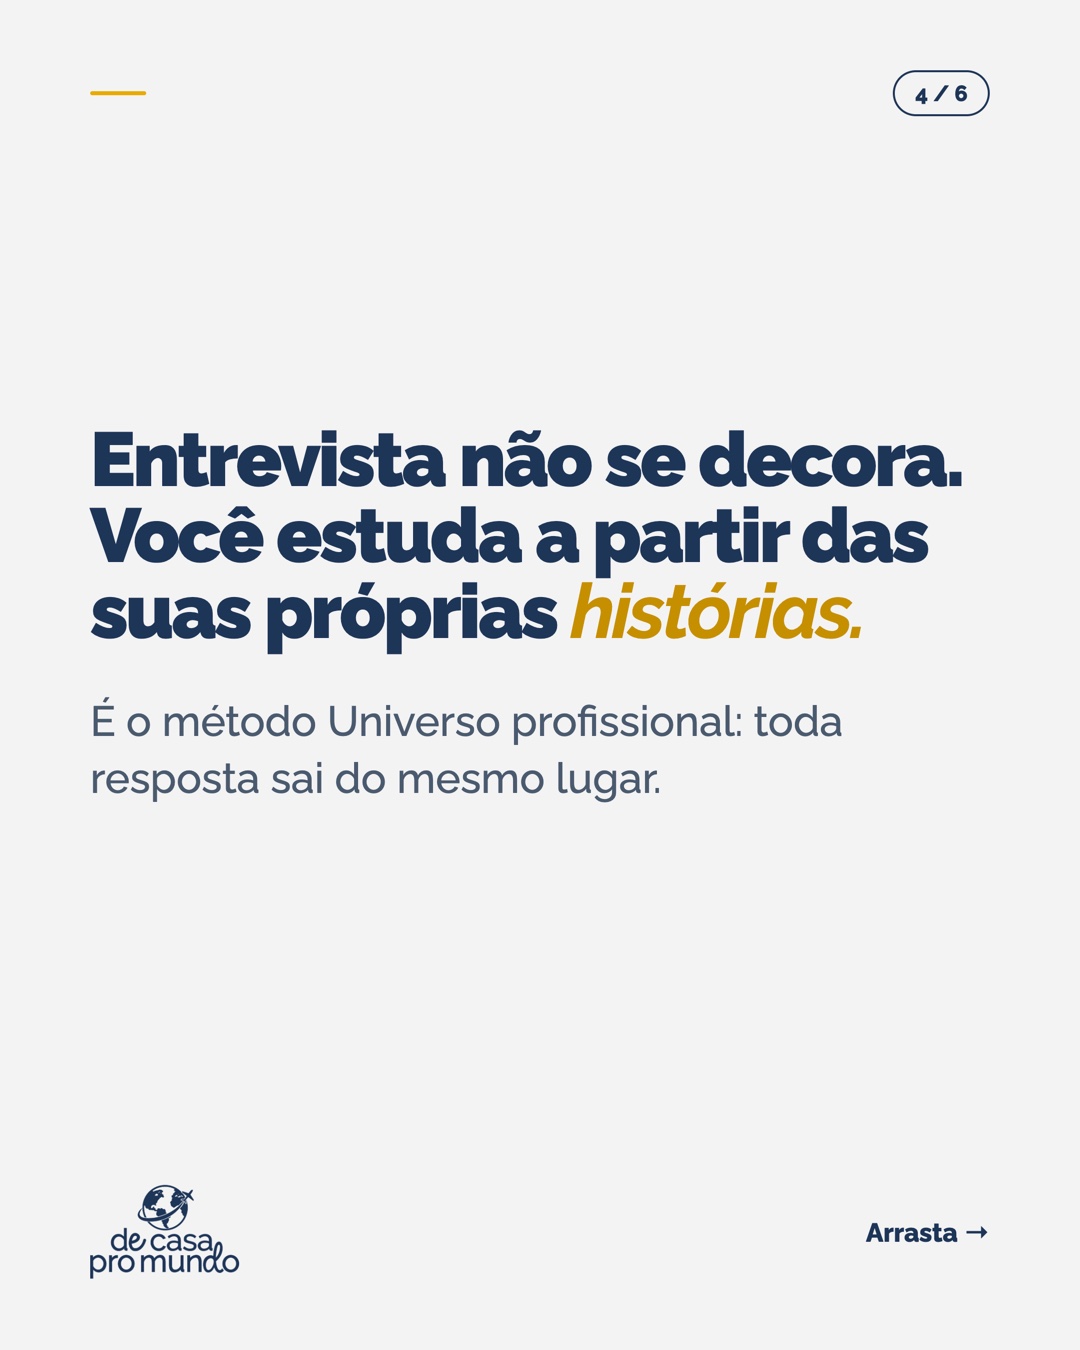 4 / 6
Entrevista não se decora.
Você estuda a partir das
suas próprias histórias.
É o método Universo profissional: toda
resposta sai do mesmo lugar.
de casa
pro mundo
Arrasta →